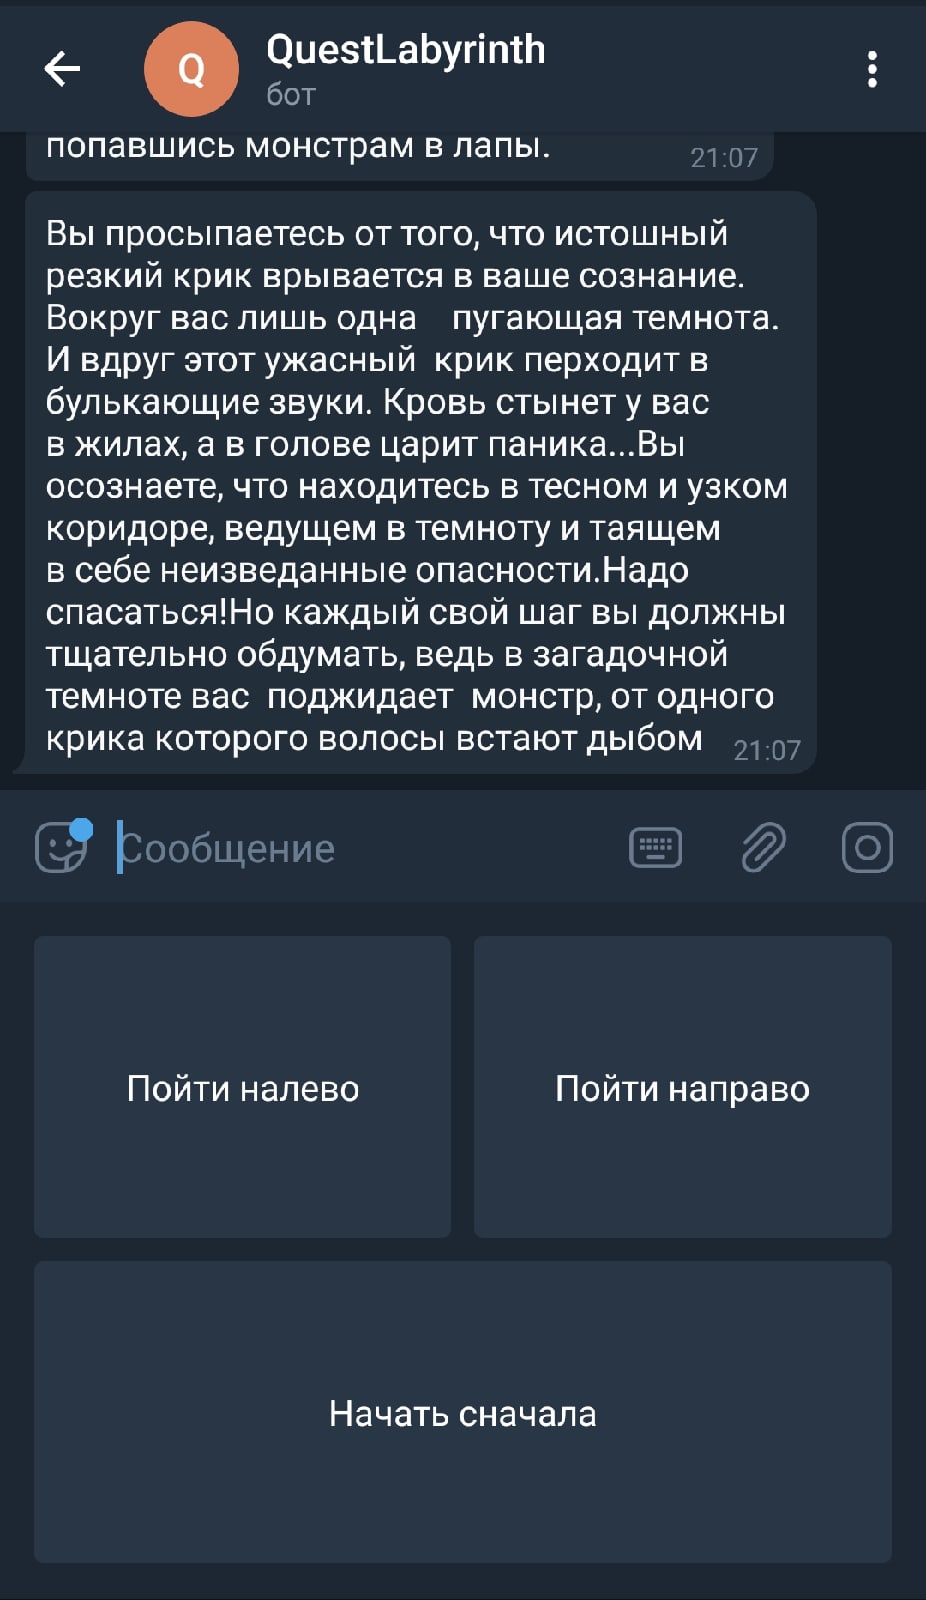 QuestLabyrinth
бот
попавшись монстрам в лапы.
21:07
Вы просыпаетесь от того, что истошный
резкий крик врывается в ваше сознание.
Вокруг вас лишь одна    пугающая темнота.
И вдруг этот ужасный  крик перходит в
булькающие звуки. Кровь стынет у вас
в жилах, а в голове царит паника...Вы
осознаете, что находитесь в тесном и узком
коридоре, ведущем в темноту и таящем
в себе неизведанные опасности.Надо
спасаться!Но каждый свой шаг вы должны
тщательно обдумать, ведь в загадочной
темноте вас  поджидает  монстр, от одного
крика которого волосы встают дыбом
21:07
Сообщение
Пойти налево
Пойти направо
Начать сначала